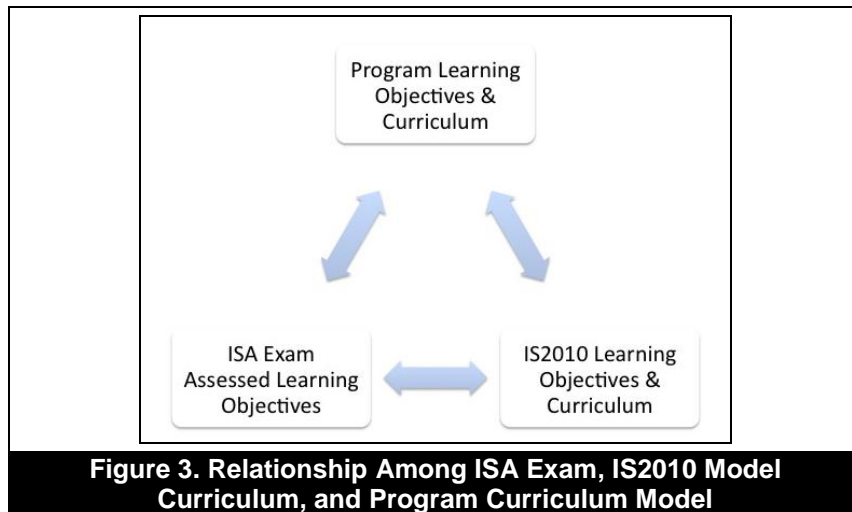 Program Learning
Objectives &
Curriculum
ISA Exam
Assessed Learning
Objectives
IS2010 Learning
Objectives &
Curriculum
Figure 3. Relationship Among ISA Exam, IS2010 Model
Curriculum, and Program Curriculum Model